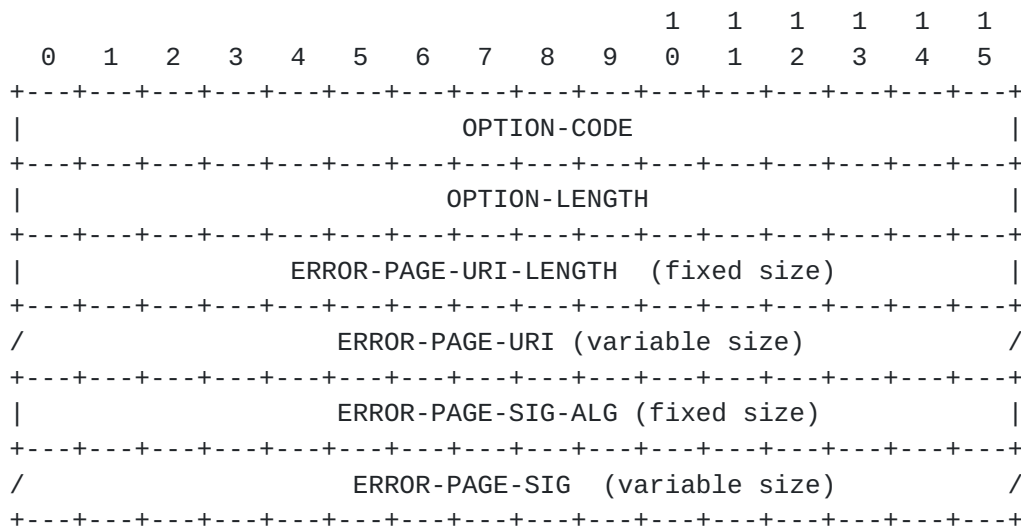 1   1   1   1   1   1
  0   1   2   3   4   5   6   7   8   9   0   1   2   3   4   5
+---+---+---+---+---+---+---+---+---+---+---+---+---+---+---+---+
|                            OPTION-CODE                        |
+---+---+---+---+---+---+---+---+---+---+---+---+---+---+---+---+
|                           OPTION-LENGTH                       |
+---+---+---+---+---+---+---+---+---+---+---+---+---+---+---+---+
|                 ERROR-PAGE-URI-LENGTH  (fixed size)           |
+---+---+---+---+---+---+---+---+---+---+---+---+---+---+---+---+
/                    ERROR-PAGE-URI (variable size)             /
+---+---+---+---+---+---+---+---+---+---+---+---+---+---+---+---+
|                    ERROR-PAGE-SIG-ALG (fixed size)            |
+---+---+---+---+---+---+---+---+---+---+---+---+---+---+---+---+
/                     ERROR-PAGE-SIG  (variable size)           /
+---+---+---+---+---+---+---+---+---+---+---+---+---+---+---+---+